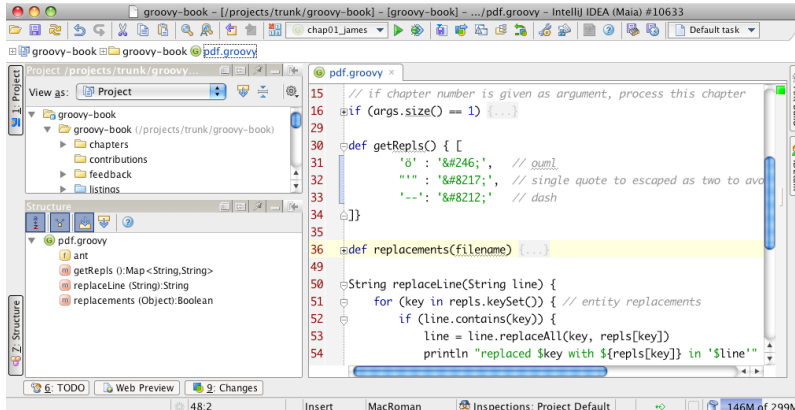 groovy-book – [/projects/trunk/groovy-book] – [groovy-book] – .../pdf.groovy – IntelliJ IDEA (Maia) #10633
chap01_james
Default task
groovy-book groovy-book pdf.groovy
1: Project
Project /projects/trunk/groovy...
View as: Project
groovy-book
groovy-book (/projects/trunk/groovy-book)
chapters
contributions
feedback
listings
Structure
pdf.groovy
ant
getRepls ():Map<String,String>
replaceLine (String):String
replacements (Object):Boolean
7: Structure
pdf.groovy ×
15 // if chapter number is given as argument, process this chapter
16 if (args.size() == 1) {...}
29
30 def getRepls() { [
31 'ö' : '&#246;', // ouml
32 "'" : '&#8217;', // single quote to escaped as two to avo
33 '--': '&#8212;' // dash
34 ]}
35
36 def replacements(filename) {...}
49
50 String replaceLine(String line) {
51 for (key in repls.keySet()) { // entity replacements
52 if (line.contains(key)) {
53 line = line.replaceAll(key, repls[key])
54 println "replaced $key with ${repls[key]} in '$line'"
6: TODO Web Preview 9: Changes
48:2 Insert MacRoman Inspections: Project Default 146M of 299M